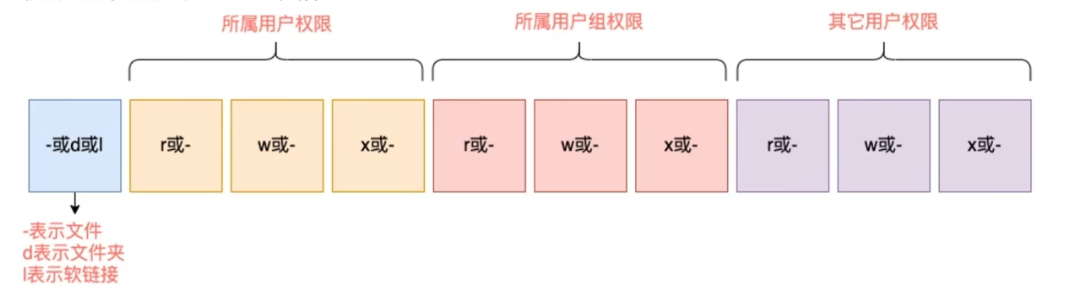 所属用户权限
所属用户组权限
其它用户权限
-或d或l
r或-
w或-
x或-
r或-
w或-
x或-
r或-
w或-
x或-
-表示文件
d表示文件夹
l表示软链接